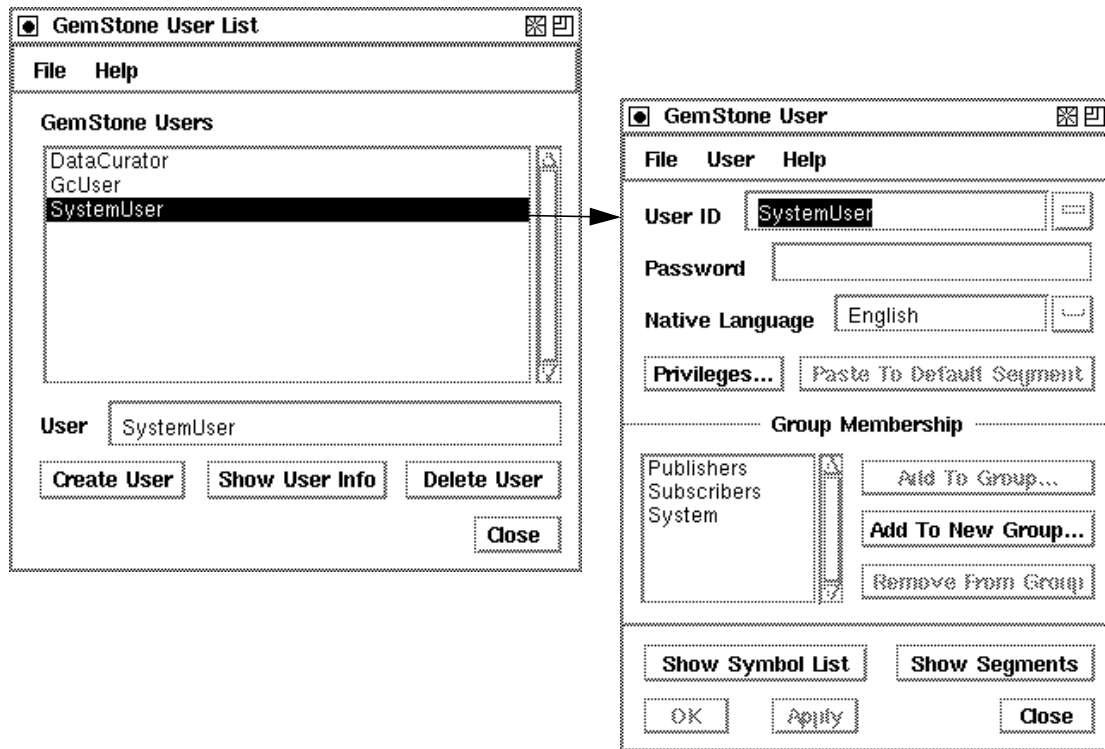 GemStone User List
File Help
GemStone Users
DataCurator
GcUser
SystemUser
User SystemUser
Create User Show User Info Delete User
Close
GemStone User
File User Help
User ID SystemUser
Password
Native Language English
Privileges... Paste To Default Segment
Group Membership
Publishers
Subscribers
System
Add To Group...
Add To New Group...
Remove From Group
Show Symbol List Show Segments
OK Apply Close